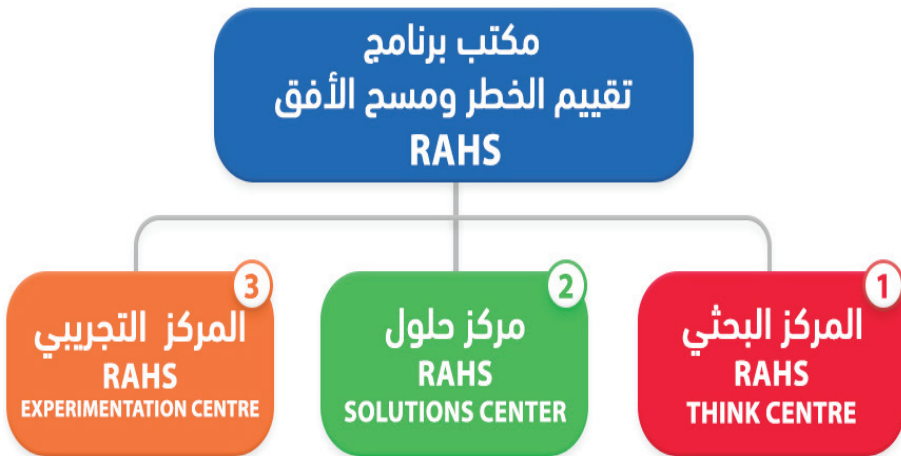 مكتب برنامج
تقييم الخطر ومسح الأفق
RAHS
1
المركز البحثي
RAHS
THINK CENTRE
2
مركز حلول
RAHS
SOLUTIONS CENTER
3
المركز التجريبي
RAHS
EXPERIMENTATION CENTRE